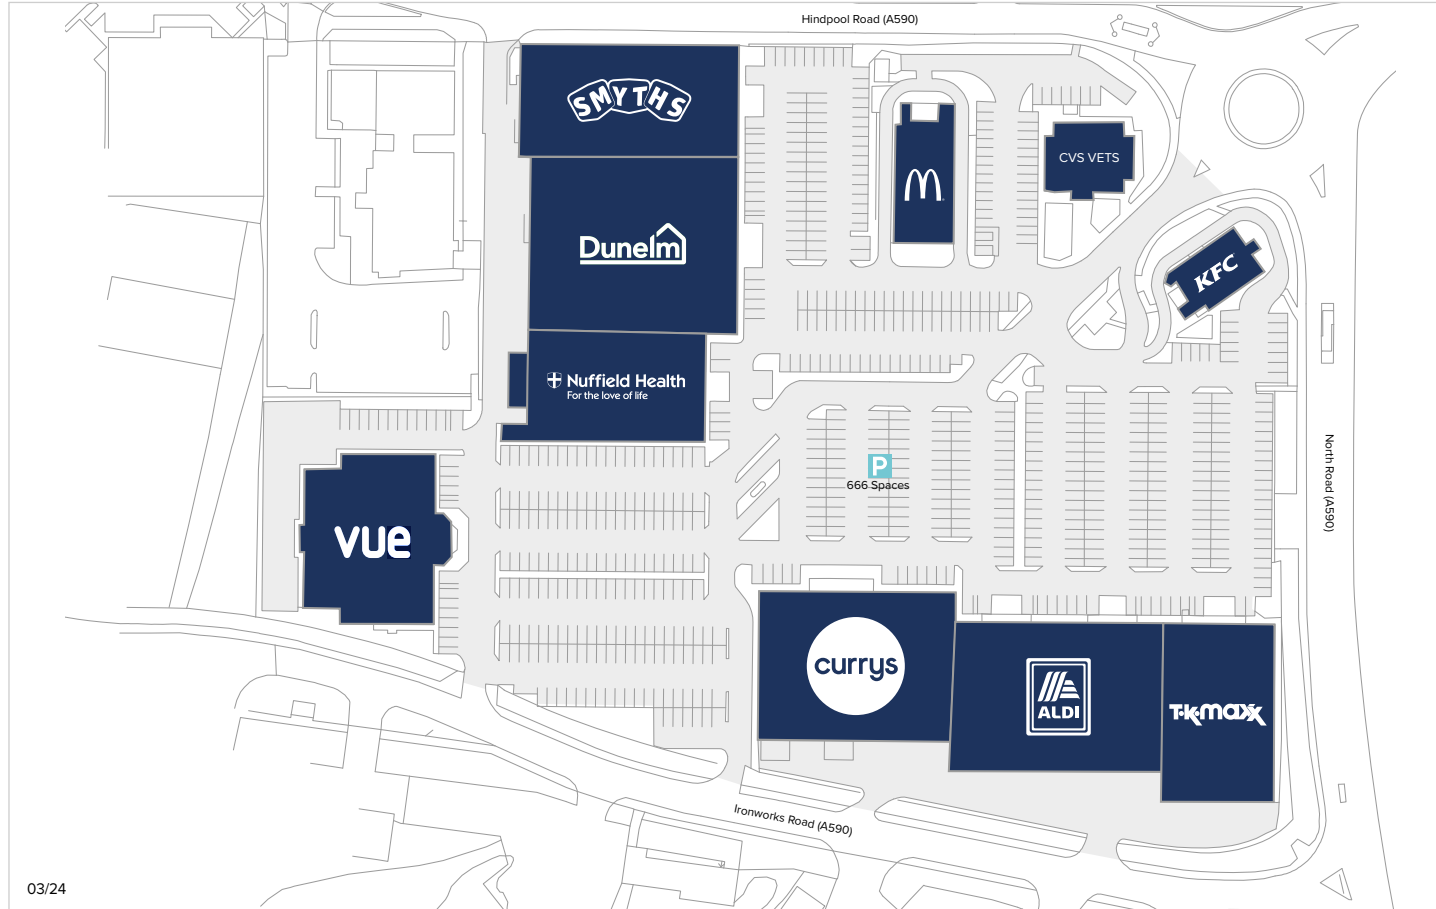 Hindpool Road (A590)
SMYTHS
CVS VETS
Dunelm
KFC
Nuffield Health
For the love of life
P
666 Spaces
North Road (A590)
vue
currys
ALDI
T·K·maxx
Ironworks Road (A590)
03/24